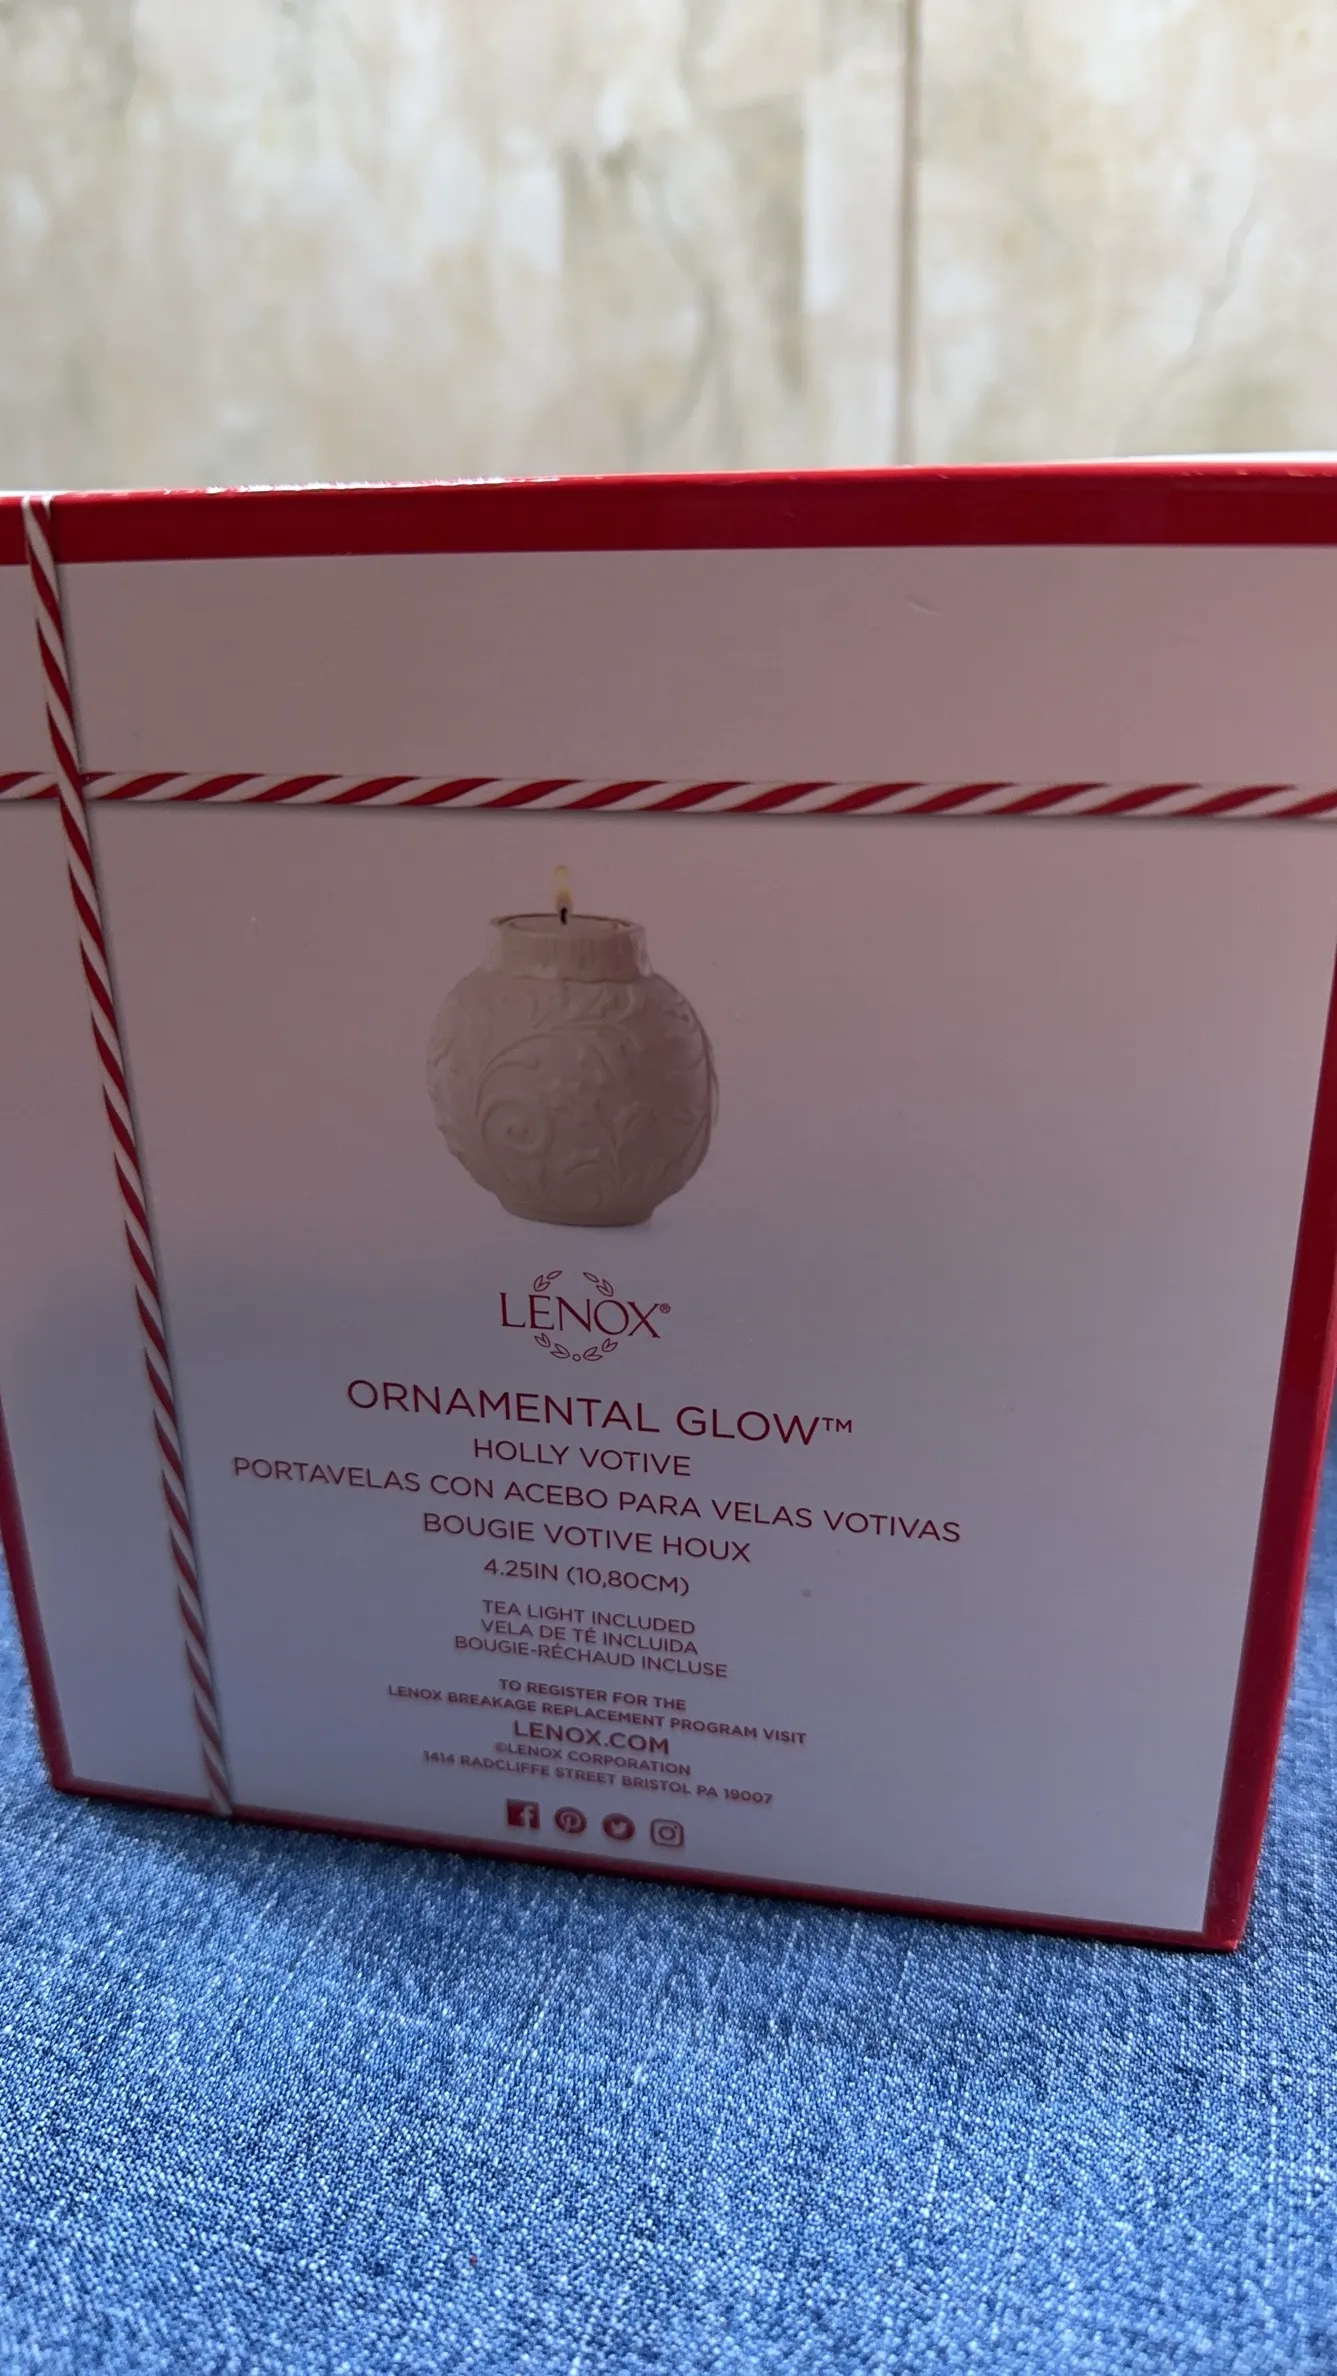 LENOX®
ORNAMENTAL GLOW™
HOLLY VOTIVE
PORTAVELAS CON ACEBO PARA VELAS VOTIVAS
BOUGIE VOTIVE HOUX
4.25IN (10,80CM)
TEA LIGHT INCLUDED
VELA DE TÉ INCLUIDA
BOUGIE-RÉCHAUD INCLUSE
TO REGISTER FOR THE
LENOX BREAKAGE REPLACEMENT PROGRAM VISIT
LENOX.COM
©LENOX CORPORATION
1414 RADCLIFFE STREET BRISTOL PA 19007